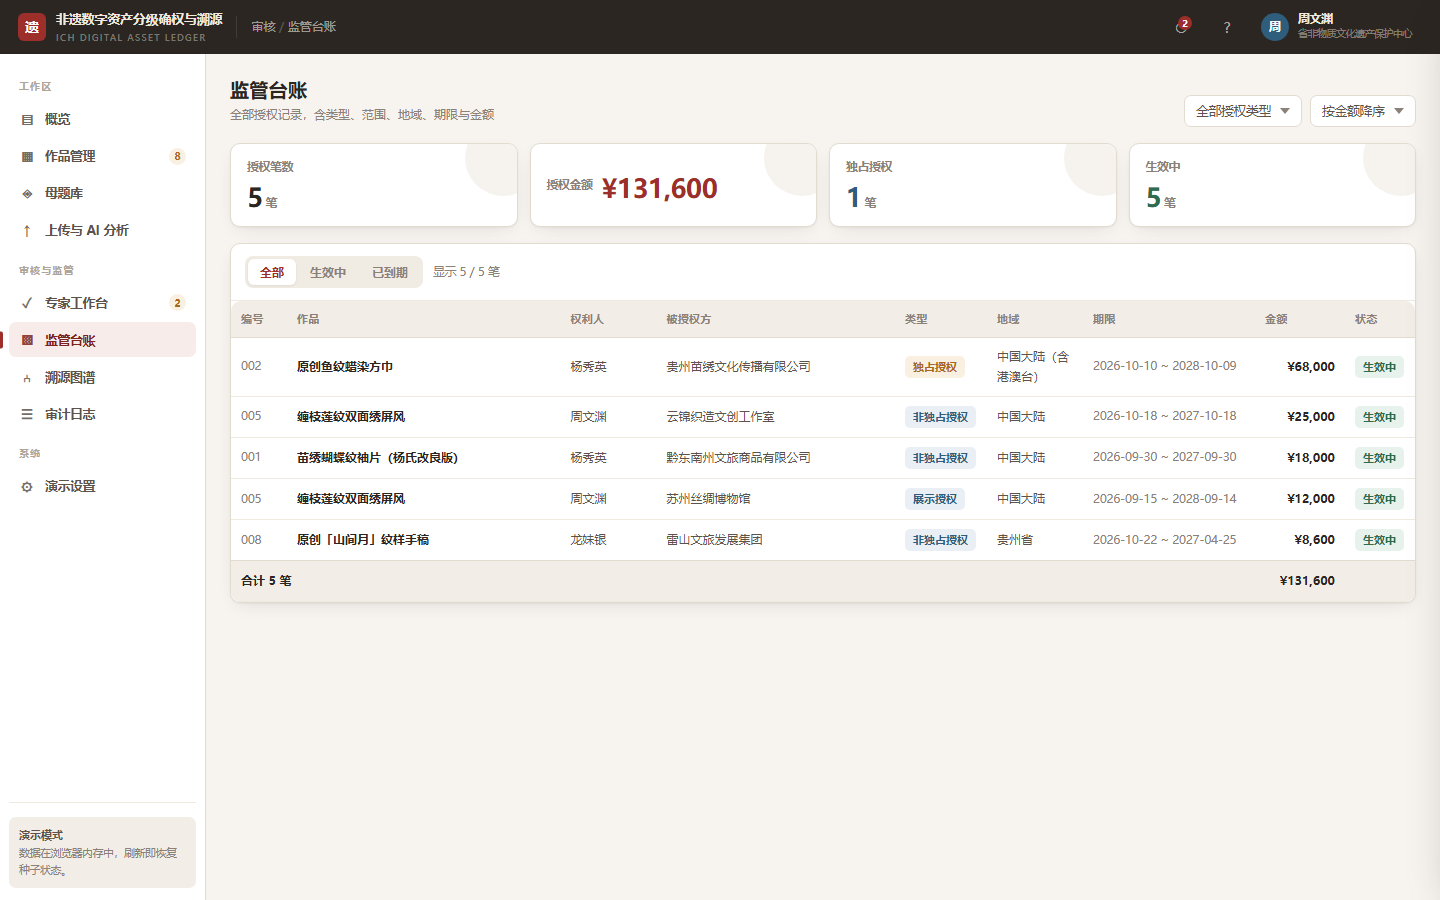 遗
非遗数字资产分级确权与溯源
ICH DIGITAL ASSET LEDGER
审核 / 监管台账
2
?
周
周文渊
省非物质文化遗产保护中心
工作区
概览
作品管理 8
母题库
上传与 AI 分析
审核与监管
专家工作台 2
监管台账
溯源图谱
审计日志
系统
演示设置
演示模式
数据在浏览器内存中，刷新即恢复
种子状态。
监管台账
全部授权记录，含类型、范围、地域、期限与金额
全部授权类型
按金额降序
授权笔数
5 笔
授权金额 ¥131,600
独占授权
1 笔
生效中
5 笔
全部 生效中 已到期 显示 5 / 5 笔
编号 作品 权利人 被授权方 类型 地域 期限 金额 状态
002 原创鱼纹蜡染方巾 杨秀英 贵州苗绣文化传播有限公司 独占授权 中国大陆（含港澳台） 2026-10-10 ~ 2028-10-09 ¥68,000 生效中
005 缠枝莲纹双面绣屏风 周文渊 云锦织造文创工作室 非独占授权 中国大陆 2026-10-18 ~ 2027-10-18 ¥25,000 生效中
001 苗绣蝴蝶纹袖片（杨氏改良版） 杨秀英 黔东南州文旅商品有限公司 非独占授权 中国大陆 2026-09-30 ~ 2027-09-30 ¥18,000 生效中
005 缠枝莲纹双面绣屏风 周文渊 苏州丝绸博物馆 展示授权 中国大陆 2026-09-15 ~ 2028-09-14 ¥12,000 生效中
008 原创「山间月」纹样手稿 龙妹银 雷山文旅发展集团 非独占授权 贵州省 2026-10-22 ~ 2027-04-25 ¥8,600 生效中
合计 5 笔 ¥131,600